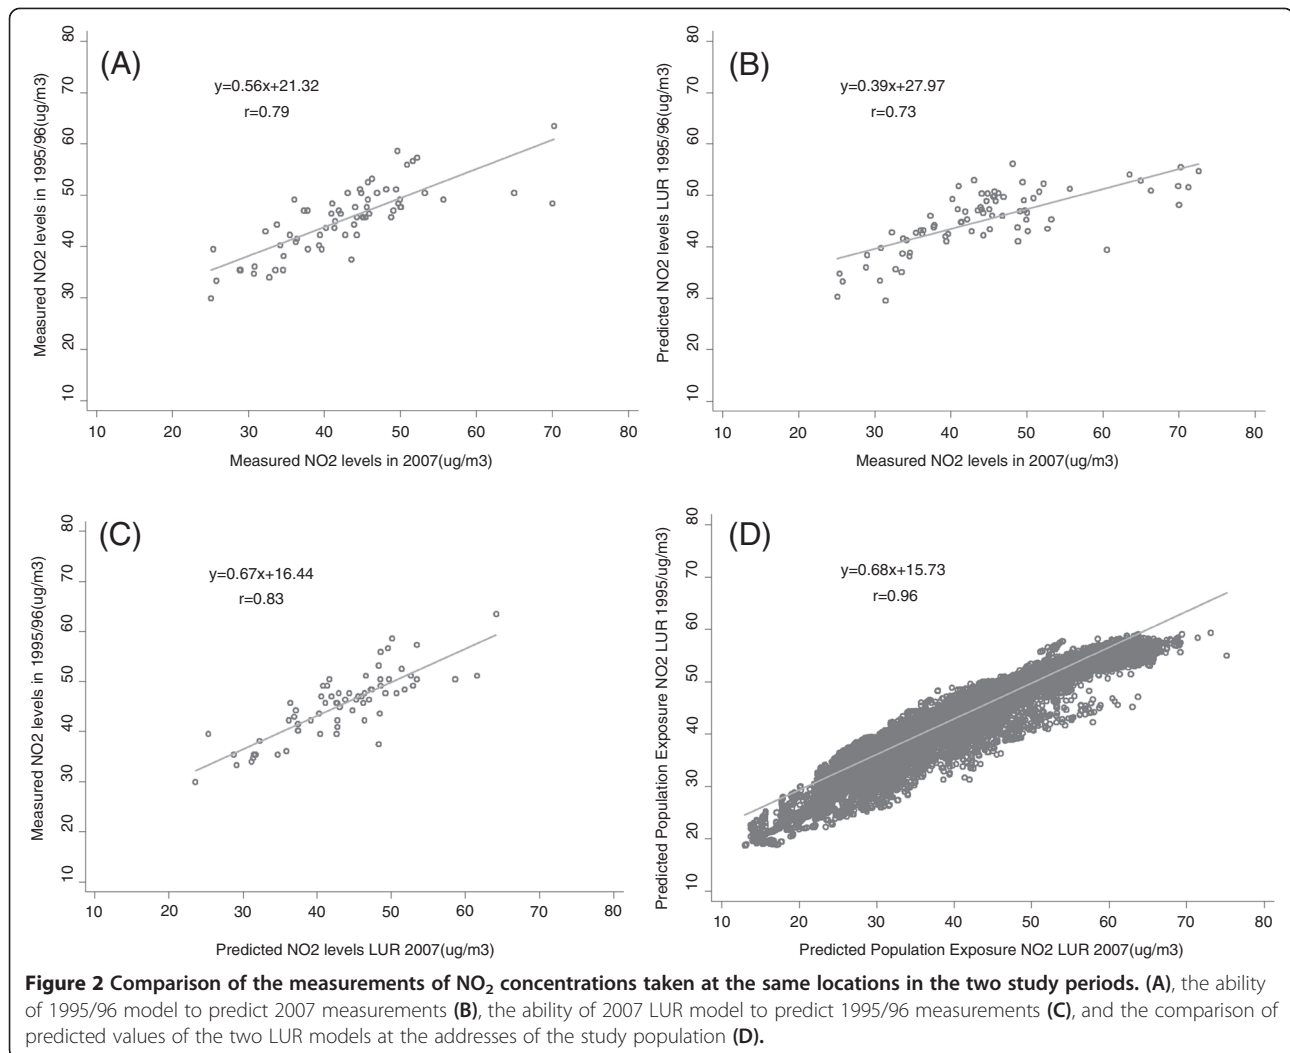 (A)
y=0.56x+21.32
r=0.79
Measured NO2 levels in 1995/96(ug/m3)
80
70
60
50
40
30
20
10
10 20 30 40 50 60 70 80
Measured NO2 levels in 2007(ug/m3)
(B)
y=0.39x+27.97
r=0.73
Predicted NO2 levels LUR 1995/96(ug/m3)
80
70
60
50
40
30
20
10
10 20 30 40 50 60 70 80
Measured NO2 levels in 2007(ug/m3)
(C)
y=0.67x+16.44
r=0.83
Measured NO2 levels in 1995/96(ug/m3)
80
70
60
50
40
30
20
10
10 20 30 40 50 60 70 80
Predicted NO2 levels LUR 2007(ug/m3)
(D)
y=0.68x+15.73
r=0.96
Predicted Population Exposure NO2 LUR 1995/ug/m3)
80
70
60
50
40
30
20
10
10 20 30 40 50 60 70 80
Predicted Population Exposure NO2 LUR 2007(ug/m3)
Figure 2 Comparison of the measurements of NO₂ concentrations taken at the same locations in the two study periods. (A), the ability
of 1995/96 model to predict 2007 measurements (B), the ability of 2007 LUR model to predict 1995/96 measurements (C), and the comparison of
predicted values of the two LUR models at the addresses of the study population (D).